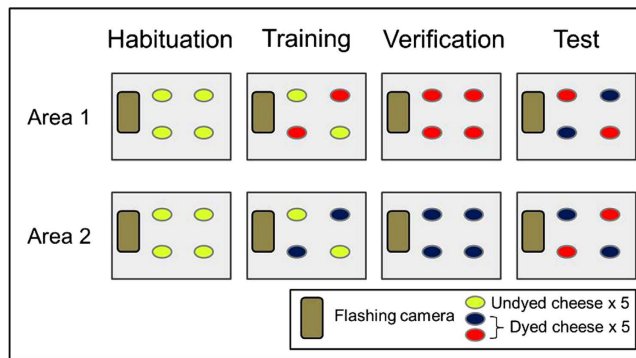 Habituation Training Verification Test
Area 1
Area 2
Flashing camera
Undyed cheese x 5
Dyed cheese x 5